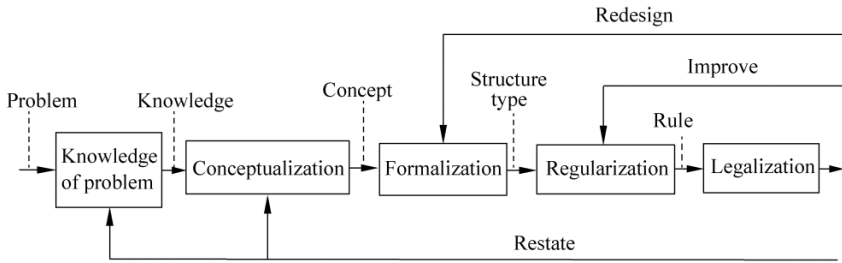 Redesign
Improve
Structure
type
Concept
Problem
Knowledge
Rule
Knowledge
of problem
Conceptualization
Formalization
Regularization
Legalization
Restate